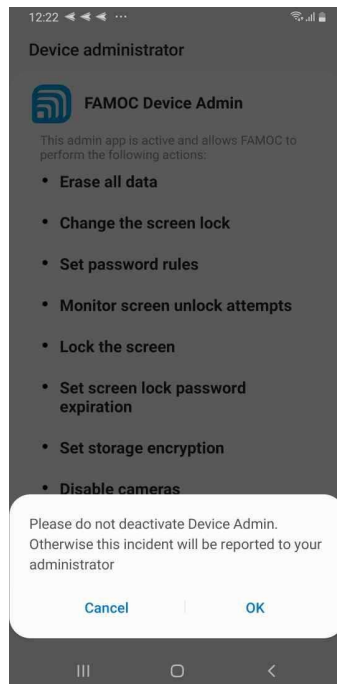 12:22
Device administrator
FAMOC Device Admin
This admin app is active and allows FAMOC to
perform the following actions:
• Erase all data
• Change the screen lock
• Set password rules
• Monitor screen unlock attempts
• Lock the screen
• Set screen lock password
expiration
• Set storage encryption
• Disable cameras
Please do not deactivate Device Admin.
Otherwise this incident will be reported to your
administrator
Cancel
OK